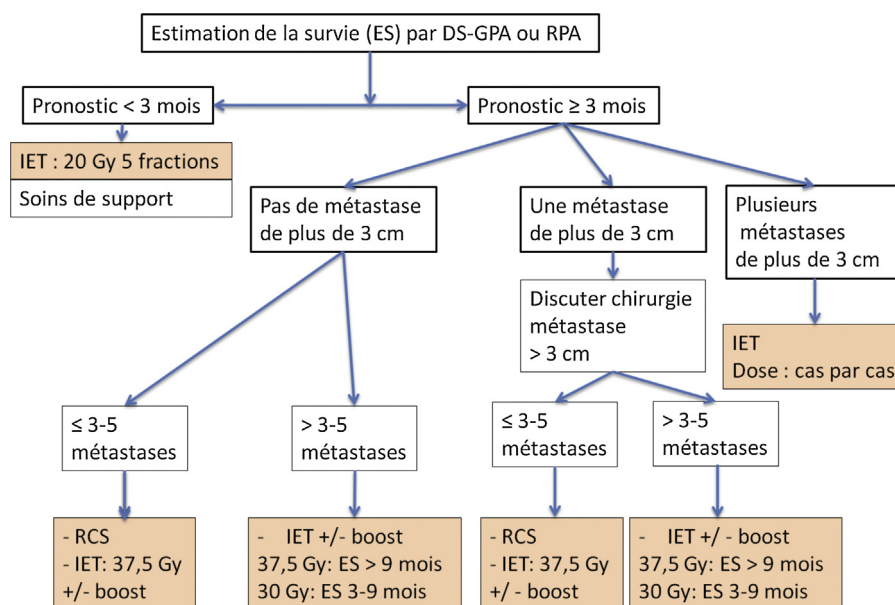 Estimation de la survie (ES) par DS-GPA ou RPA
Pronostic < 3 mois
Pronostic ≥ 3 mois
IET : 20 Gy 5 fractions
Soins de support
Pas de métastase
de plus de 3 cm
Une métastase
de plus de 3 cm
Plusieurs
métastases
de plus de 3 cm
Discuter chirurgie
métastase
> 3 cm
IET
Dose : cas par cas
≤ 3-5
métastases
> 3-5
métastases
≤ 3-5
métastases
> 3-5
métastases
- RCS
- IET: 37,5 Gy
+/- boost
- IET +/- boost
37,5 Gy: ES > 9 mois
30 Gy: ES 3-9 mois
- RCS
- IET: 37,5 Gy
+/- boost
- IET +/- boost
37,5 Gy: ES > 9 mois
30 Gy: ES 3-9 mois